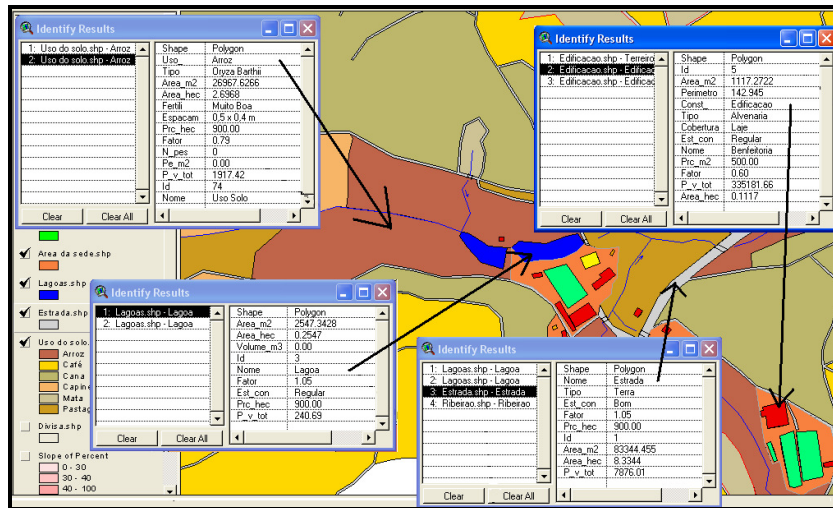 Identify Results
1: Uso do solo.shp - Arroz
2: Uso do solo.shp - Arroz
Shape Polygon
Uso_ Arroz
Tipo Oryza Barthii
Area_m2 26967.6266
Area_hec 2.6968
Fertili Muito Boa
Espacam 0,5 x 0,4 m
Prc_hec 900.00
Fator 0.79
N_pes 0
Pe_m2 0.00
P_v_tot 1917.42
Id 74
Nome Uso Solo
Clear Clear All
Identify Results
1: Edificacao.shp - Terreiro
2: Edificacao.shp - Edificac
3: Edificacao.shp - Edificac
Shape Polygon
Id 5
Area_m2 1117.2722
Perimetro 142.945
Const_ Edificacao
Tipo Alvenaria
Cobertura Laje
Est_con Regular
Nome Benfeitoria
Prc_m2 500.00
Fator 0.60
P_v_tot 335181.66
Area_hec 0.1117
Clear Clear All
Area da sede.shp
Lagoas.shp
Estrada.shp
Uso do solo.
Arroz
Café
Cana
Capine
Mata
Pastag
Divisa.shp
Slope of Percent
0 - 30
30 - 40
40 - 100
Identify Results
1: Lagoas.shp - Lagoa
2: Lagoas.shp - Lagoa
Shape Polygon
Area_m2 2547.3428
Area_hec 0.2547
Volume_m3 0.00
Id 3
Nome Lagoa
Fator 1.05
Est_con Regular
Prc_hec 900.00
P_v_tot 240.69
Clear Clear All
Identify Results
1: Lagoas.shp - Lagoa
2: Lagoas.shp - Lagoa
3: Estrada.shp - Estrada
4: Ribeirao.shp - Ribeirao
Shape Polygon
Nome Estrada
Tipo Terra
Est_con Bom
Fator 1.05
Prc_hec 900.00
Id 1
Area_m2 83344.455
Area_hec 8.3344
P_v_tot 7876.01
Clear Clear All